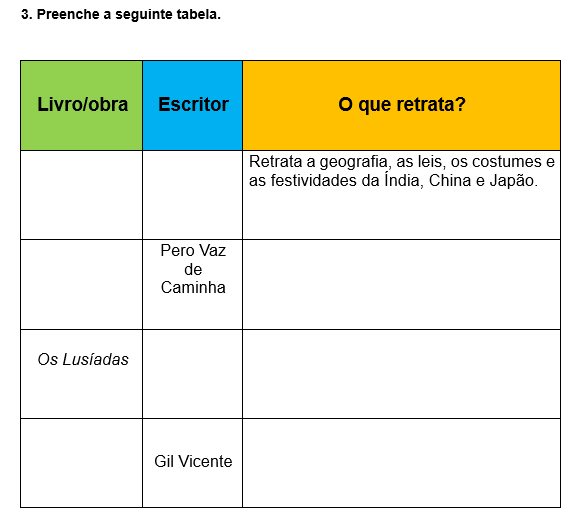 3. Preenche a seguinte tabela.
Livro/obra
Escritor
O que retrata?
Retrata a geografia, as leis, os costumes e
as festividades da Índia, China e Japão.
Pero Vaz
de
Caminha
Os Lusíadas
Gil Vicente